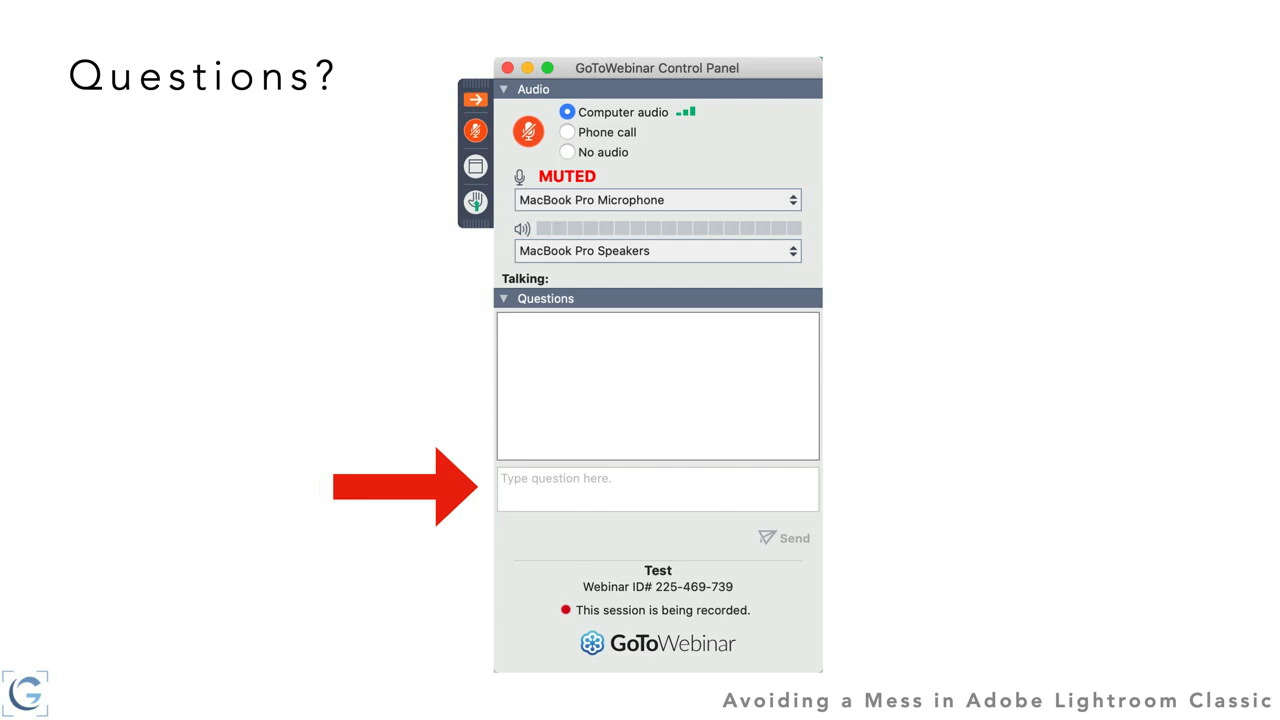 Questions?
GoToWebinar Control Panel
Audio
Computer audio
Phone call
No audio
MUTED
MacBook Pro Microphone
MacBook Pro Speakers
Talking:
Questions
Type question here.
Send
Test
Webinar ID# 225-469-739
This session is being recorded.
GoToWebinar
G
Avoiding a Mess in Adobe Lightroom Classic